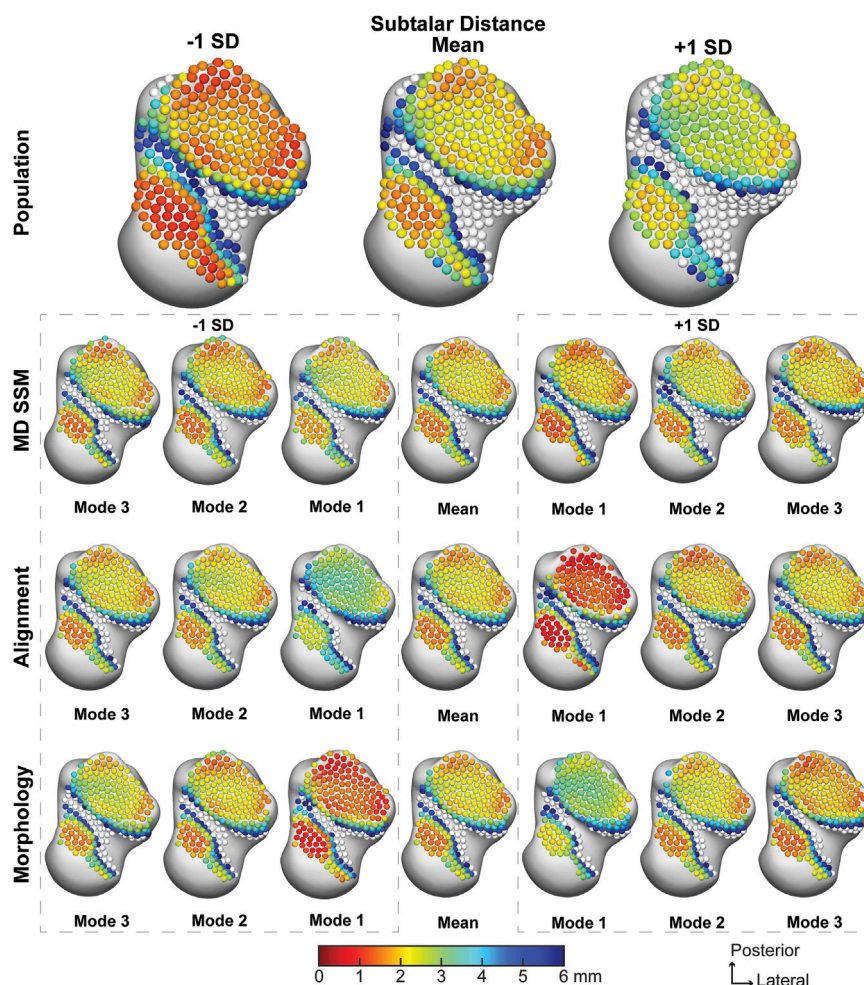 Subtalar Distance
-1 SD Mean +1 SD
Population
-1 SD +1 SD
MD SSM
Mode 3 Mode 2 Mode 1 Mean Mode 1 Mode 2 Mode 3
Alignment
Mode 3 Mode 2 Mode 1 Mean Mode 1 Mode 2 Mode 3
Morphology
Mode 3 Mode 2 Mode 1 Mean Mode 1 Mode 2 Mode 3
0 1 2 3 4 5 6 mm
Posterior
Lateral